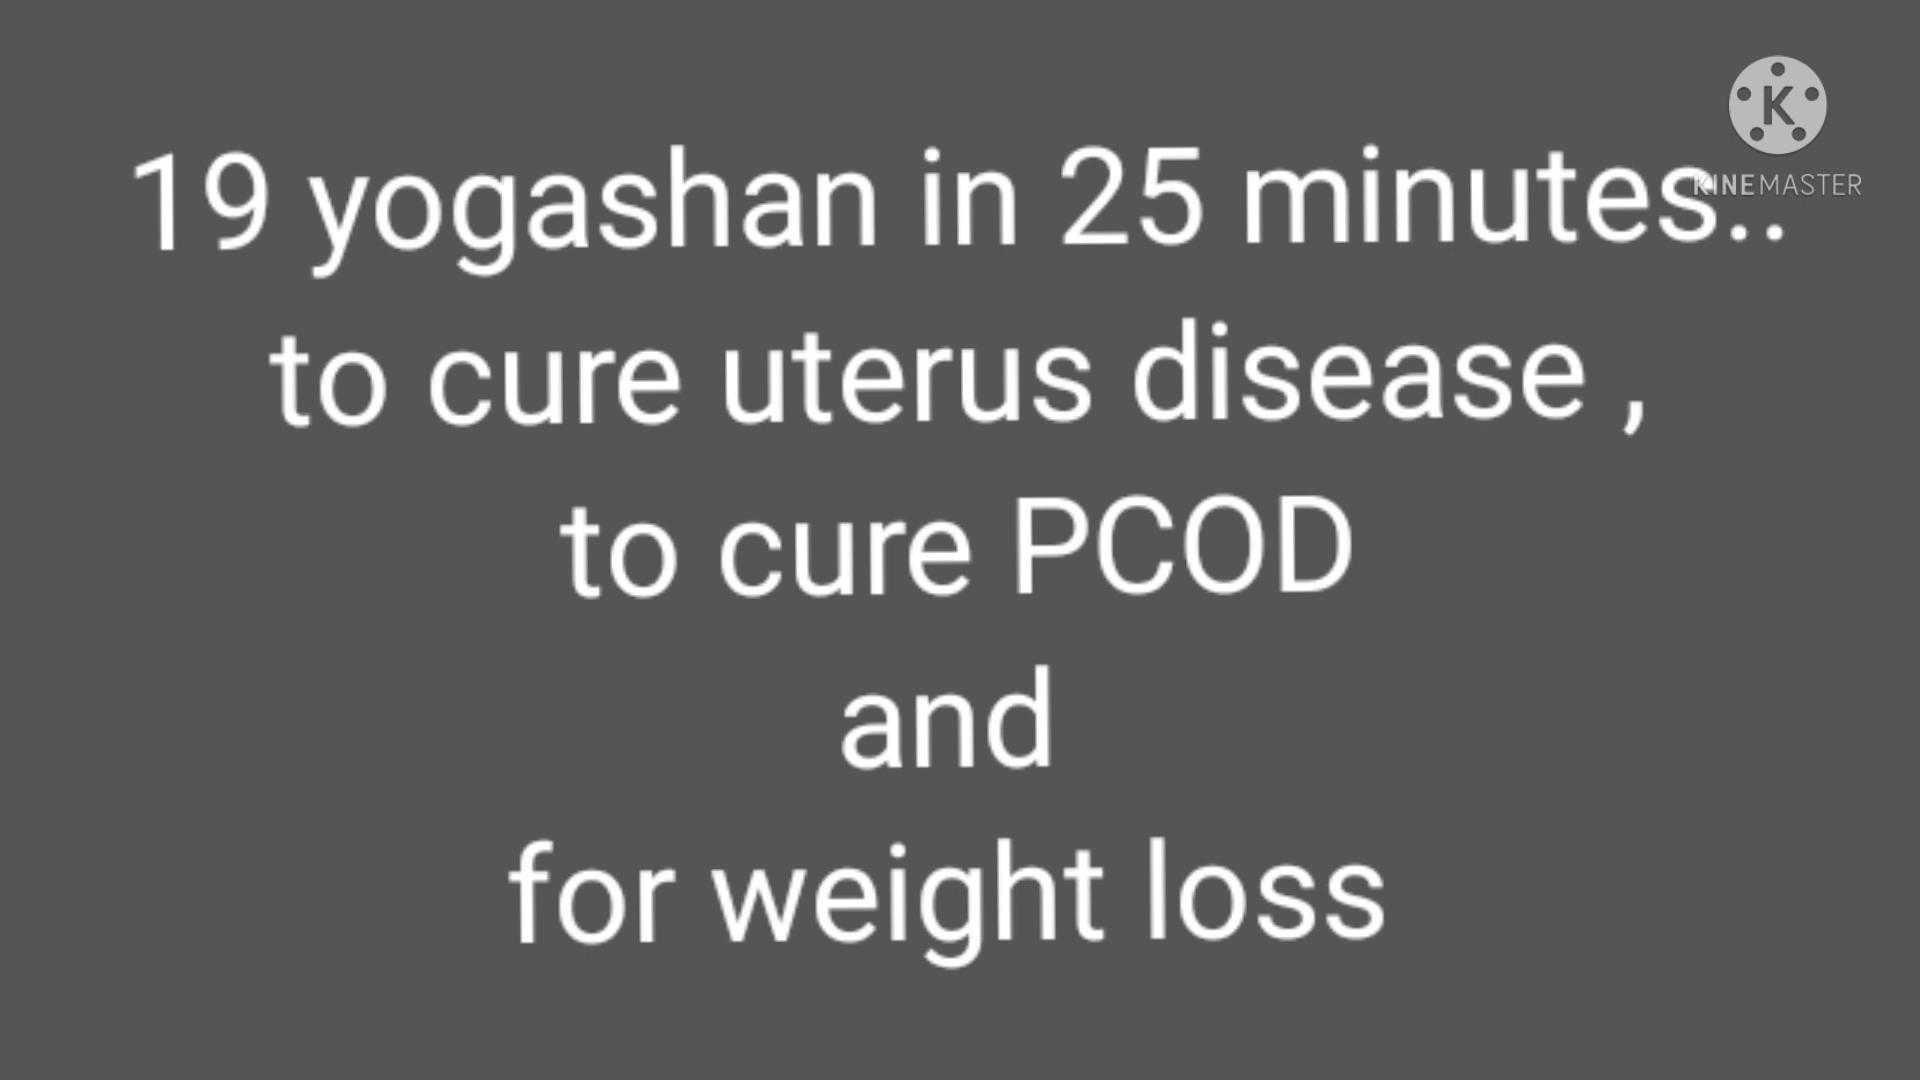 19 yogashan in 25 minutes..
to cure uterus disease ,
to cure PCOD
and
for weight loss
K
KINEMASTER